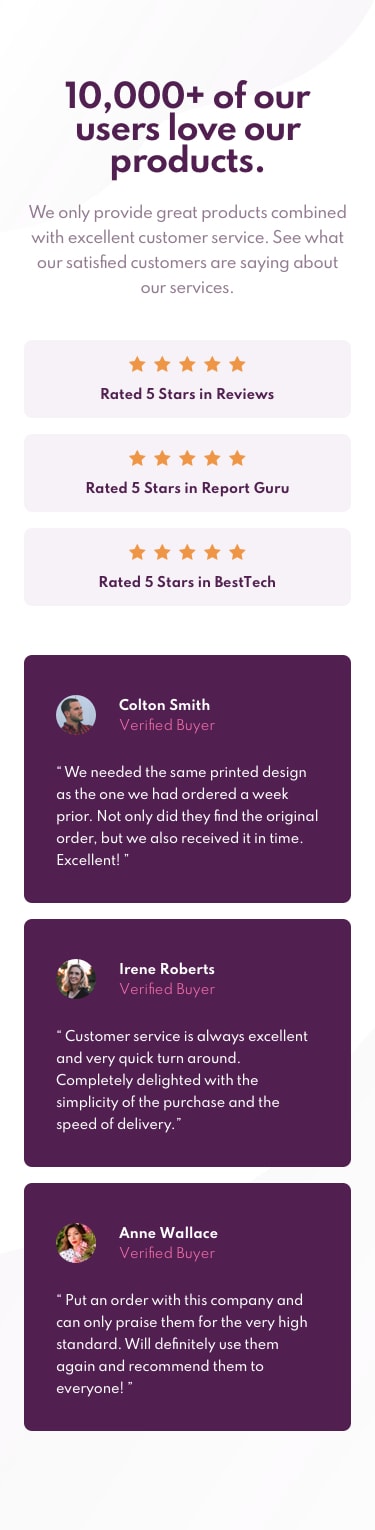 10,000+ of our
users love our
products.
We only provide great products combined
with excellent customer service. See what
our satisfied customers are saying about
our services.
Rated 5 Stars in Reviews
Rated 5 Stars in Report Guru
Rated 5 Stars in BestTech
Colton Smith
Verified Buyer
“ We needed the same printed design
as the one we had ordered a week
prior. Not only did they find the original
order, but we also received it in time.
Excellent! ”
Irene Roberts
Verified Buyer
“ Customer service is always excellent
and very quick turn around.
Completely delighted with the
simplicity of the purchase and the
speed of delivery.”
Anne Wallace
Verified Buyer
“ Put an order with this company and
can only praise them for the very high
standard. Will definitely use them
again and recommend them to
everyone! ”